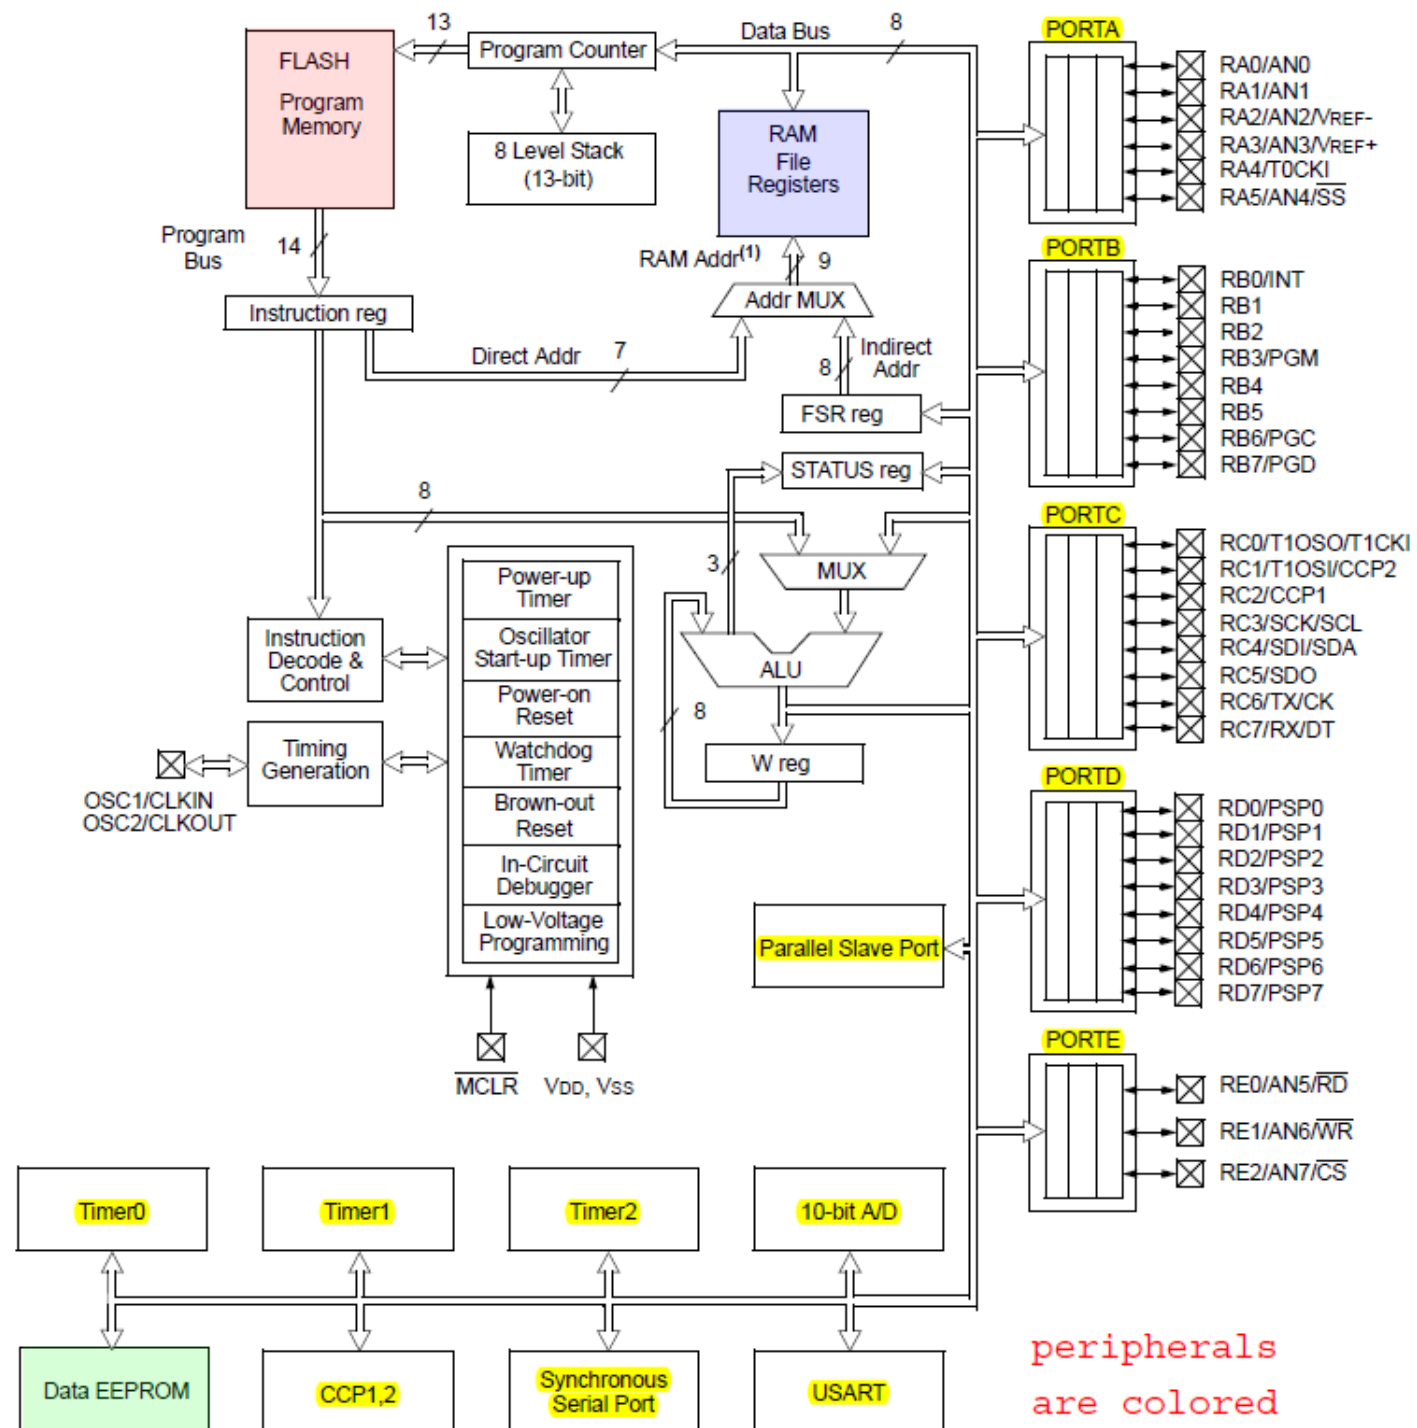 13
Program Counter
Data Bus
8
FLASH
Program
Memory
8 Level Stack
(13-bit)
RAM
File
Registers
Program
Bus
14
RAM Addr(1)
9
Addr MUX
Instruction reg
Direct Addr
7
8
Indirect
Addr
FSR reg
STATUS reg
8
3
MUX
Power-up
Timer
Oscillator
Start-up Timer
Power-on
Reset
Watchdog
Timer
Brown-out
Reset
In-Circuit
Debugger
Low-Voltage
Programming
Instruction
Decode &
Control
ALU
8
W reg
Timing
Generation
OSC1/CLKIN
OSC2/CLKOUT
MCLR
VDD, VSS
Parallel Slave Port
PORTA
RA0/AN0
RA1/AN1
RA2/AN2/VREF-
RA3/AN3/VREF+
RA4/T0CKI
RA5/AN4/SS
PORTB
RB0/INT
RB1
RB2
RB3/PGM
RB4
RB5
RB6/PGC
RB7/PGD
PORTC
RC0/T1OSO/T1CKI
RC1/T1OSI/CCP2
RC2/CCP1
RC3/SCK/SCL
RC4/SDI/SDA
RC5/SDO
RC6/TX/CK
RC7/RX/DT
PORTD
RD0/PSP0
RD1/PSP1
RD2/PSP2
RD3/PSP3
RD4/PSP4
RD5/PSP5
RD6/PSP6
RD7/PSP7
PORTE
RE0/AN5/RD
RE1/AN6/WR
RE2/AN7/CS
Timer0
Timer1
Timer2
10-bit A/D
Data EEPROM
CCP1,2
Synchronous
Serial Port
USART
peripherals
are colored